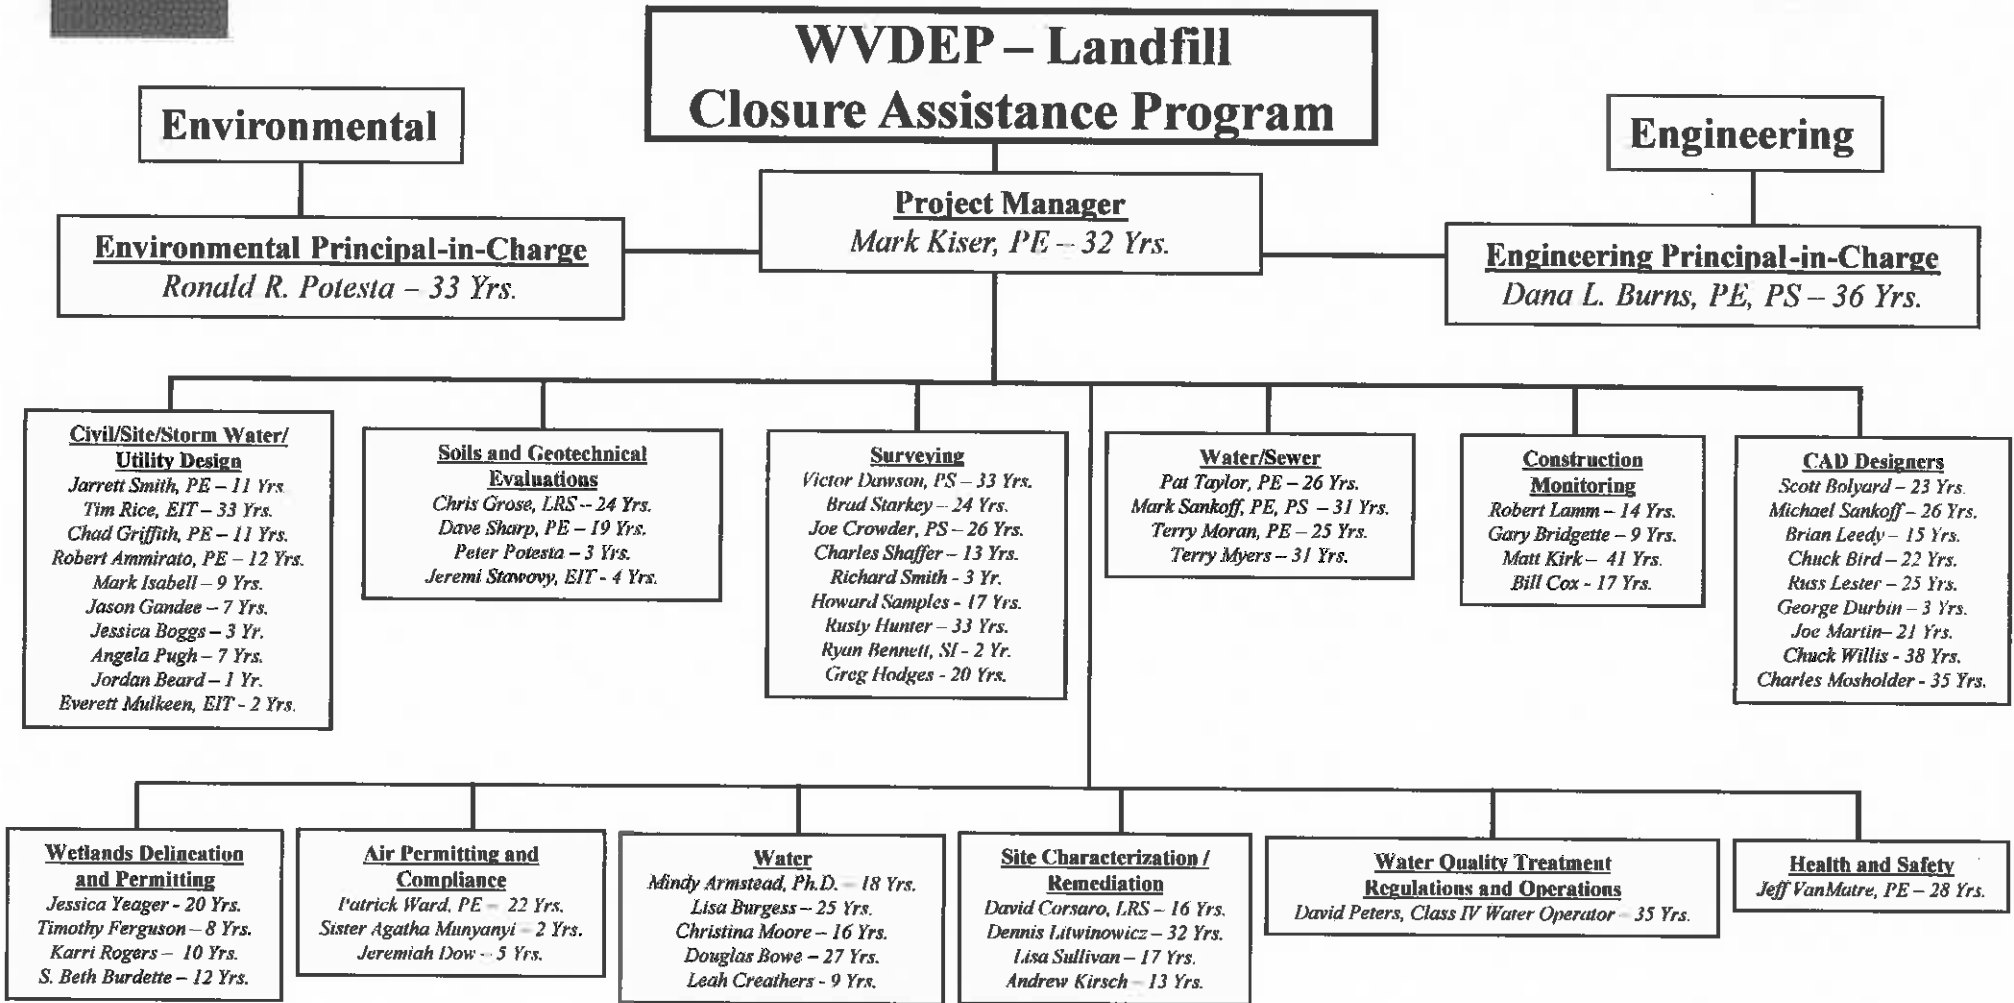 WVDEP – Landfill
Closure Assistance Program
Environmental
Engineering
Project Manager
Mark Kiser, PE – 32 Yrs.
Environmental Principal-in-Charge
Ronald R. Potesta – 33 Yrs.
Engineering Principal-in-Charge
Dana L. Burns, PE, PS – 36 Yrs.
Civil/Site/Storm Water/
Utility Design
Jarrett Smith, PE – 11 Yrs.
Tim Rice, EIT – 33 Yrs.
Chad Griffith, PE – 11 Yrs.
Robert Ammirato, PE – 12 Yrs.
Mark Isabell – 9 Yrs.
Jason Gandee – 7 Yrs.
Jessica Boggs – 3 Yr.
Angela Pugh – 7 Yrs.
Jordan Beard – 1 Yr.
Everett Mulkeen, EIT - 2 Yrs.
Soils and Geotechnical
Evaluations
Chris Grose, LRS – 24 Yrs.
Dave Sharp, PE – 19 Yrs.
Peter Potesta – 3 Yrs.
Jeremi Stawovy, EIT - 4 Yrs.
Surveying
Victor Dawson, PS – 33 Yrs.
Brad Starkey – 24 Yrs.
Joe Crowder, PS – 26 Yrs.
Charles Shaffer – 13 Yrs.
Richard Smith - 3 Yr.
Howard Samples - 17 Yrs.
Rusty Hunter – 33 Yrs.
Ryan Bennett, SI - 2 Yr.
Greg Hodges - 20 Yrs.
Water/Sewer
Pat Taylor, PE – 26 Yrs.
Mark Sankoff, PE, PS – 31 Yrs.
Terry Moran, PE – 25 Yrs.
Terry Myers – 31 Yrs.
Construction
Monitoring
Robert Lamm – 14 Yrs.
Gary Bridgette – 9 Yrs.
Matt Kirk – 41 Yrs.
Bill Cox - 17 Yrs.
CAD Designers
Scott Bolyard – 23 Yrs.
Michael Sankoff – 26 Yrs.
Brian Leedy – 15 Yrs.
Chuck Bird – 22 Yrs.
Russ Lester – 25 Yrs.
George Durbin – 3 Yrs.
Joe Martin– 21 Yrs.
Chuck Willis - 38 Yrs.
Charles Mosholder - 35 Yrs.
Wetlands Delineation
and Permitting
Jessica Yeager - 20 Yrs.
Timothy Ferguson – 8 Yrs.
Karri Rogers – 10 Yrs.
S. Beth Burdette – 12 Yrs.
Air Permitting and
Compliance
Patrick Ward, PE – 22 Yrs.
Sister Agatha Munyanyi – 2 Yrs.
Jeremiah Dow – 5 Yrs.
Water
Mindy Armstead, Ph.D. – 18 Yrs.
Lisa Burgess – 25 Yrs.
Christina Moore – 16 Yrs.
Douglas Bowe – 27 Yrs.
Leah Creathers - 9 Yrs.
Site Characterization /
Remediation
David Corsaro, LRS – 16 Yrs.
Dennis Litwinowicz – 32 Yrs.
Lisa Sullivan – 17 Yrs.
Andrew Kirsch – 13 Yrs.
Water Quality Treatment
Regulations and Operations
David Peters, Class IV Water Operator – 35 Yrs.
Health and Safety
Jeff VanMatre, PE – 28 Yrs.